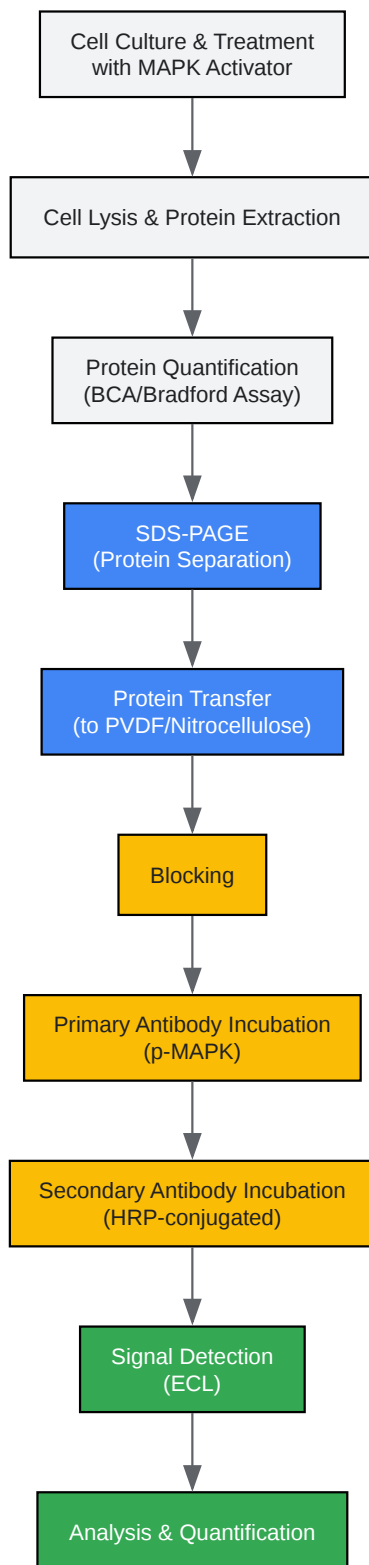 Cell Culture & Treatment
with MAPK Activator
Cell Lysis & Protein Extraction
Protein Quantification
(BCA/Bradford Assay)
SDS-PAGE
(Protein Separation)
Protein Transfer
(to PVDF/Nitrocellulose)
Blocking
Primary Antibody Incubation
(p-MAPK)
Secondary Antibody Incubation
(HRP-conjugated)
Signal Detection
(ECL)
Analysis & Quantification